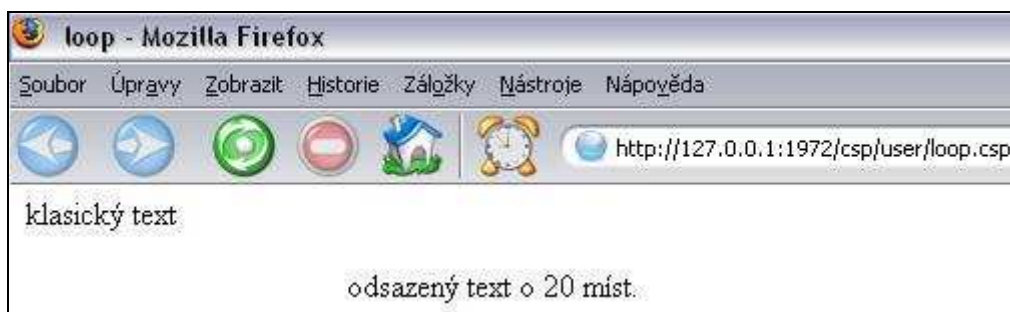 loop - Mozilla Firefox
Soubor Úpravy Zobrazit Historie Záložky Nástroje Nápověda
http://127.0.0.1:1972/csp/user/loop.csp
klasický text
odsazený text o 20 míst.